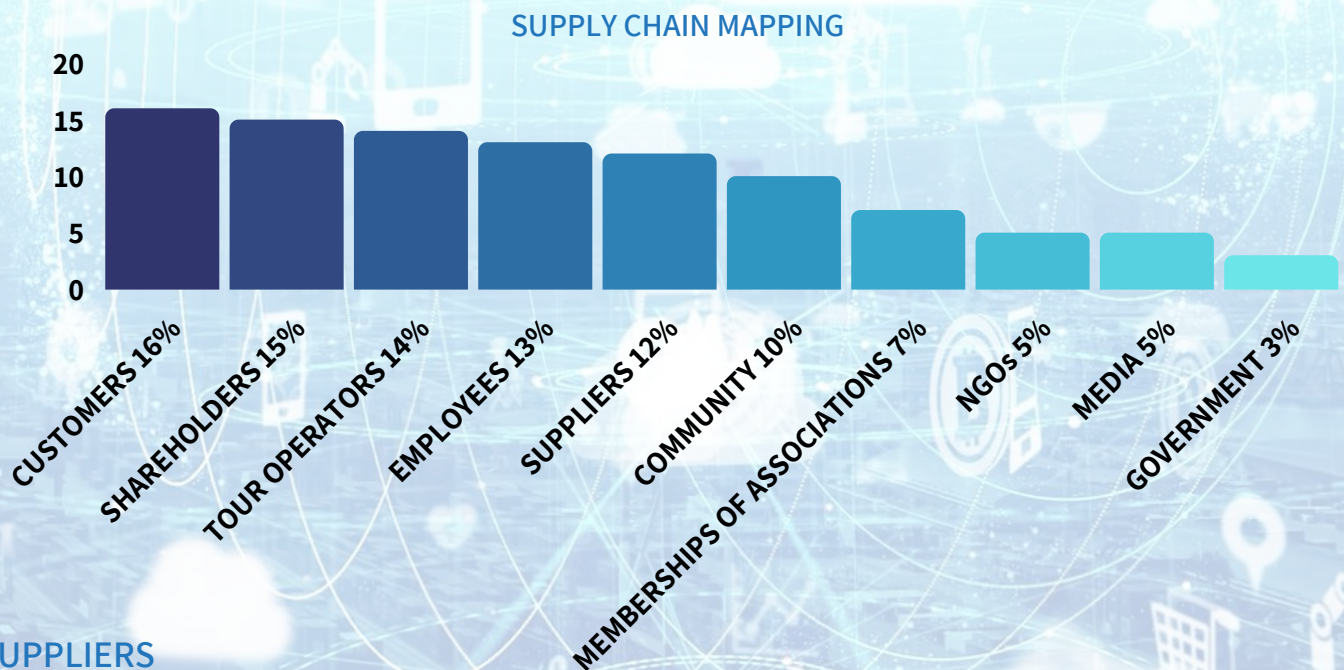 SUPPLY CHAIN MAPPING
20
15
10
5
0
CUSTOMERS 16%
SHAREHOLDERS 15%
TOUR OPERATORS 14%
EMPLOYEES 13%
SUPPLIERS 12%
COMMUNITY 10%
MEMBERSHIPS OF ASSOCIATIONS 7%
NGOs 5%
MEDIA 5%
GOVERNMENT 3%
UPPLIERS